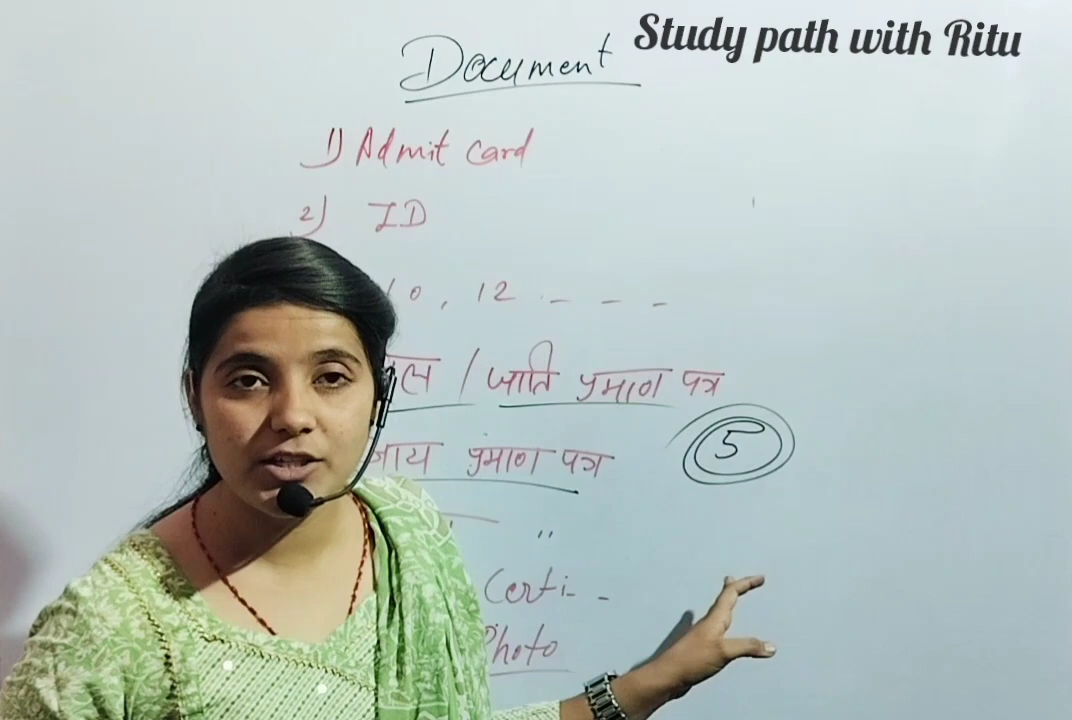 Study path with Ritu
Document
1) Admit card
2) ID
10, 12 - - - -
/ जाति प्रमाण पत्र
आय प्रमाण पत्र
5
"
Certi- -
Photo